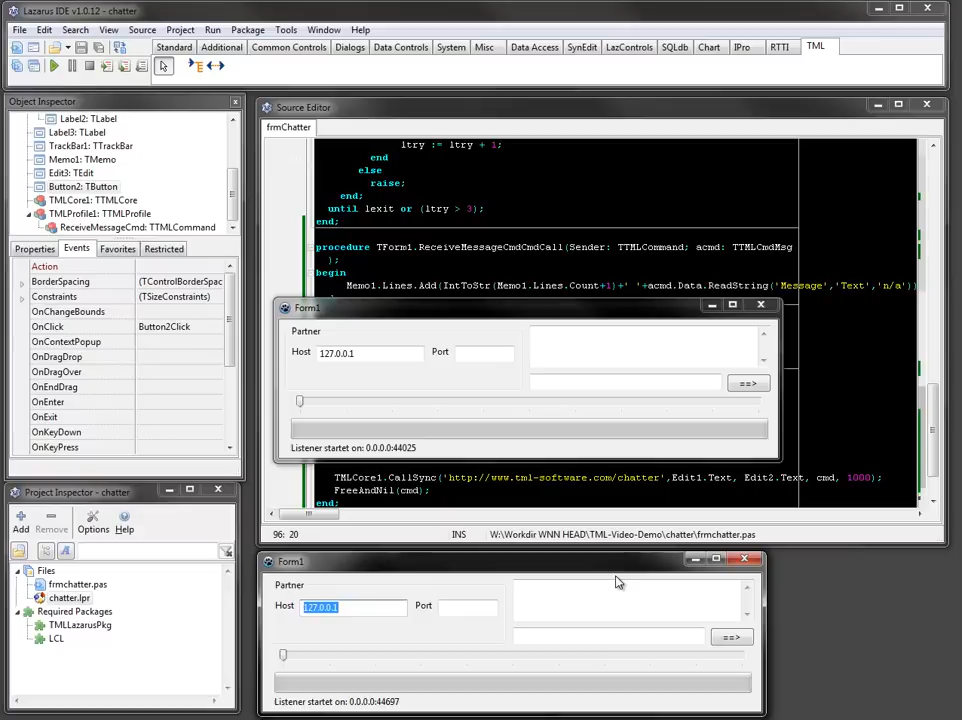 Lazarus IDE v1.0.12 - chatter
File Edit Search View Source Project Run Package Tools Window Help
Standard Additional Common Controls Dialogs Data Controls System Misc Data Access SynEdit LazControls SQLdb Chart IPro RTTI TML
Object Inspector
Label2: TLabel
Label3: TLabel
TrackBar1: TTrackBar
Memo1: TMemo
Edit3: TEdit
Button2: TButton
TMLCore1: TTMLCore
TMLProfile1: TTMLProfile
ReceiveMessageCmd: TTMLCommand
Properties Events Favorites Restricted
Action
BorderSpacing (TControlBorderSpac
Constraints (TSizeConstraints)
OnChangeBounds
OnClick Button2Click
OnContextPopup
OnDragDrop
OnDragOver
OnEndDrag
OnEnter
OnExit
OnKeyDown
OnKeyPress
Source Editor
frmChatter
ltry := ltry + 1;
end
else
raise;
end;
until lexit or (ltry > 3);
end;
procedure TForm1.ReceiveMessageCmdCmdCall(Sender: TTMLCommand; acmd: TTMLCmdMsg
);
begin
Memo1.Lines.Add(IntToStr(Memo1.Lines.Count+1)+' '+acmd.Data.ReadString('Message','Text','n/a'))
Form1
Partner
Host 127.0.0.1 Port
==>
Listener startet on: 0.0.0.0:44025
TMLCore1.CallSync('http://www.tml-software.com/chatter',Edit1.Text, Edit2.Text, cmd, 1000);
FreeAndNil(cmd);
end;
96: 20 INS W:\Workdir WNN HEAD\TML-Video-Demo\chatter\frmchatter.pas
Project Inspector - chatter
Add Remove Options Help
Files
frmchatter.pas
chatter.lpr
Required Packages
TMLLazarusPkg
LCL
Form1
Partner
Host 127.0.0.1 Port
==>
Listener startet on: 0.0.0.0:44697